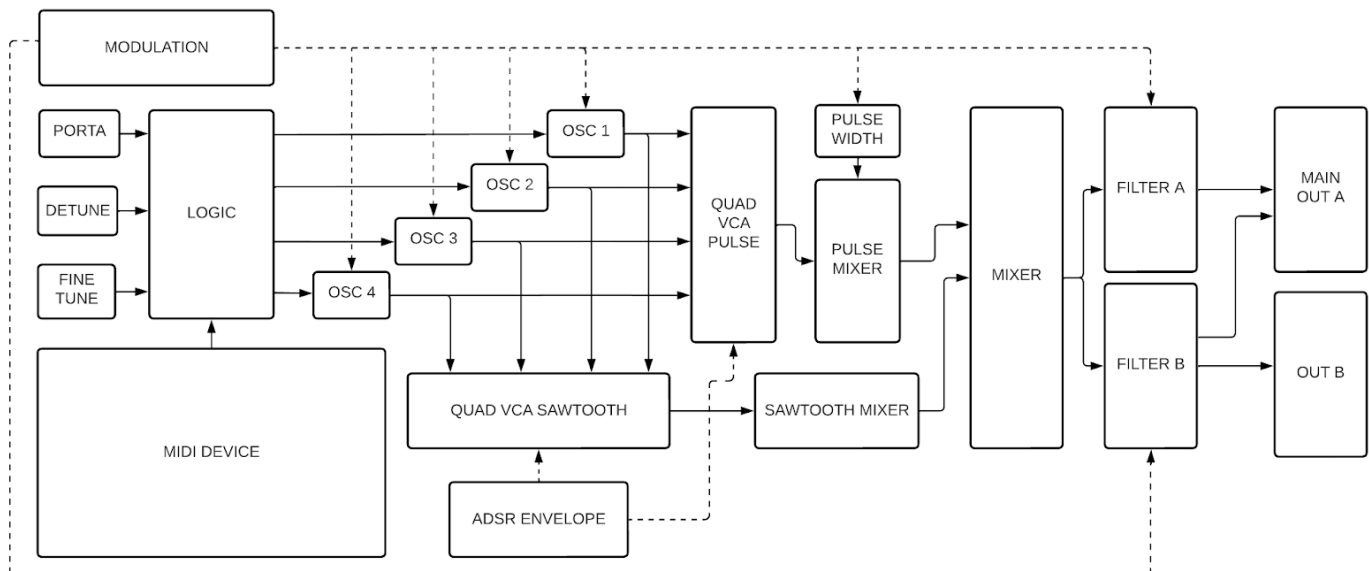 MODULATION
PORTA
DETUNE
FINE
TUNE
LOGIC
MIDI DEVICE
OSC 1
OSC 2
OSC 3
OSC 4
QUAD
VCA
PULSE
QUAD VCA SAWTOOTH
ADSR ENVELOPE
PULSE
WIDTH
PULSE
MIXER
SAWTOOTH MIXER
MIXER
FILTER A
FILTER B
MAIN
OUT A
OUT B